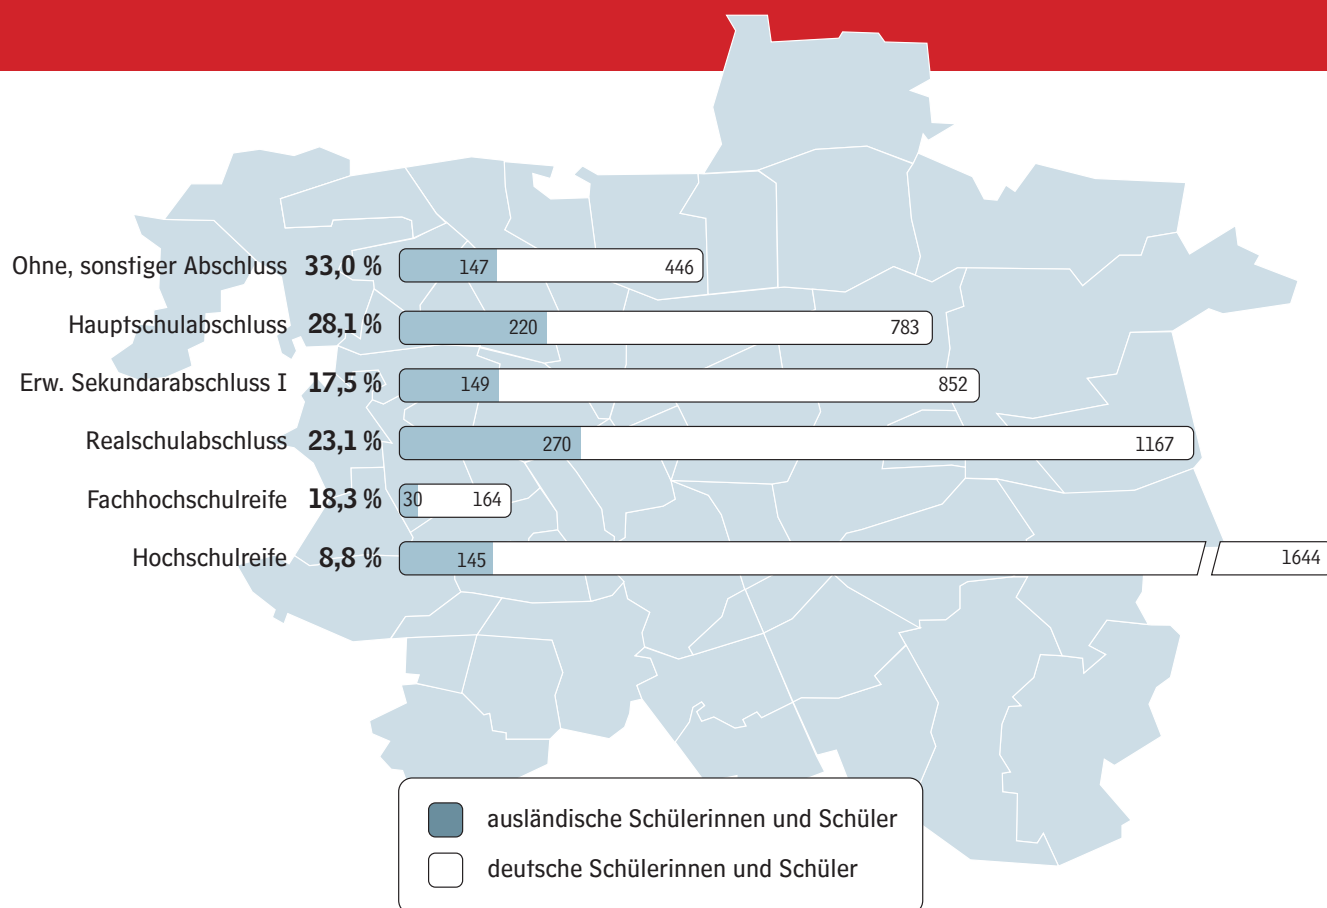 Ohne, sonstiger Abschluss 33,0 % 147 446
Hauptschulabschluss 28,1 % 220 783
Erw. Sekundarabschluss I 17,5 % 149 852
Realschulabschluss 23,1 % 270 1167
Fachhochschulreife 18,3 % 30 164
Hochschulreife 8,8 % 145 1644
ausländische Schülerinnen und Schüler
deutsche Schülerinnen und Schüler